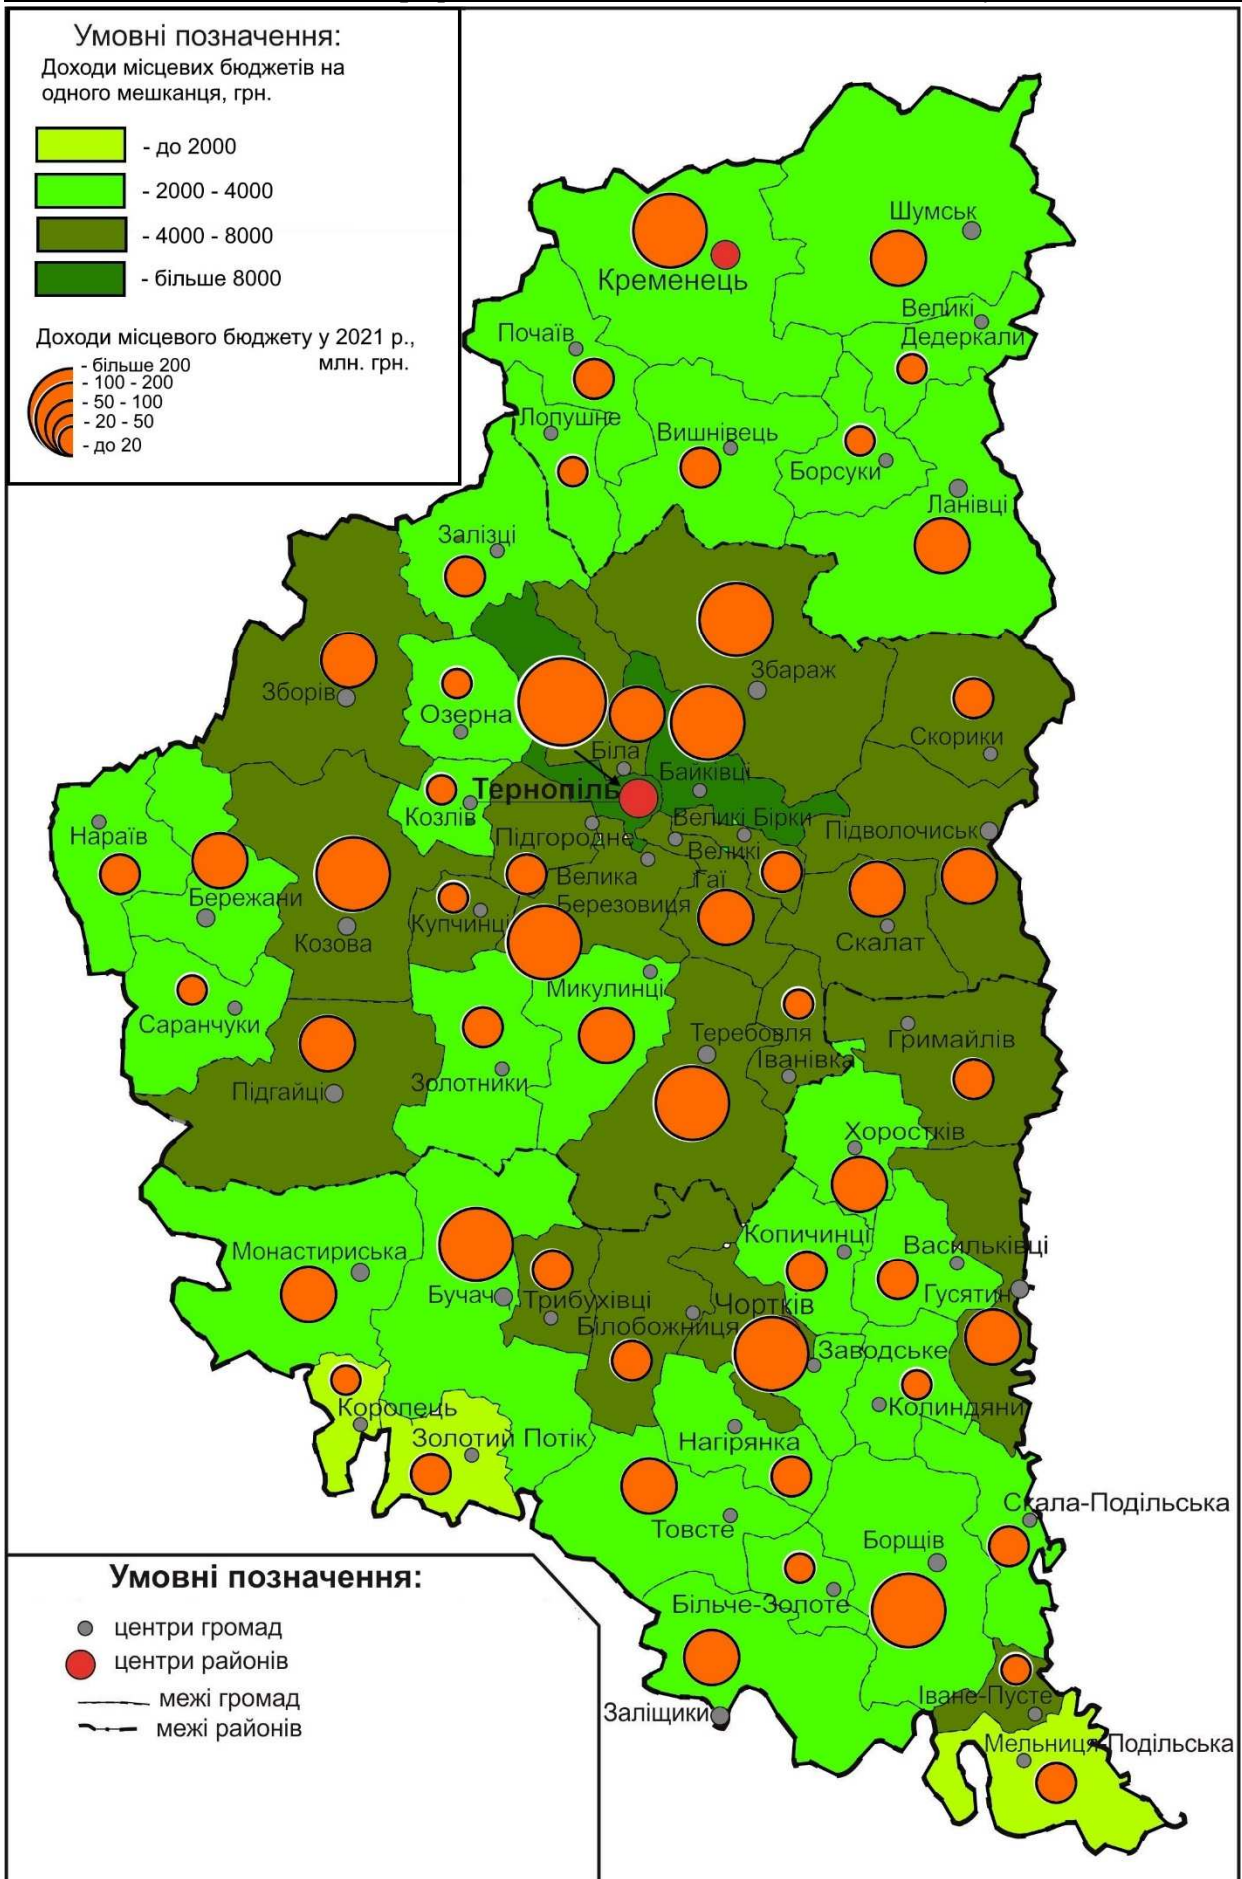 Умовні позначення:
Доходи місцевих бюджетів на
одного мешканця, грн.
- до 2000
- 2000 - 4000
- 4000 - 8000
- більше 8000
Доходи місцевого бюджету у 2021 р.,
млн. грн.
- більше 200
- 100 - 200
- 50 - 100
- 20 - 50
- до 20
Шумськ
Кременець
Великі
Дедеркали
Почаїв
Лопушне
Вишнівець
Борсуки
Ланівці
Залізці
Збараж
Зборів
Озерна
Скорики
Біла
Байківці
Тернопіль
Козлів
Великі Бірки
Підволочиськ
Нараїв
Підгородне
Великі
Гаї
Велика
Березовиця
Бережани
Купчинці
Козова
Скалат
Микулинці
Саранчуки
Теребовля
Іванівка
Гримайлів
Золотники
Підгайці
Хоростків
Копичинці
Васильківці
Монастириська
Бучач
Трибухівці
Чортків
Гусятин
Білобожниця
Заводське
Колиндяни
Королець
Золотий Потік
Нагірянка
Скала-Подільська
Товсте
Борщів
Більче-Золоте
Іване-Пусте
Заліщики
Мельниця-Подільська
Умовні позначення:
центри громад
центри районів
межі громад
межі районів